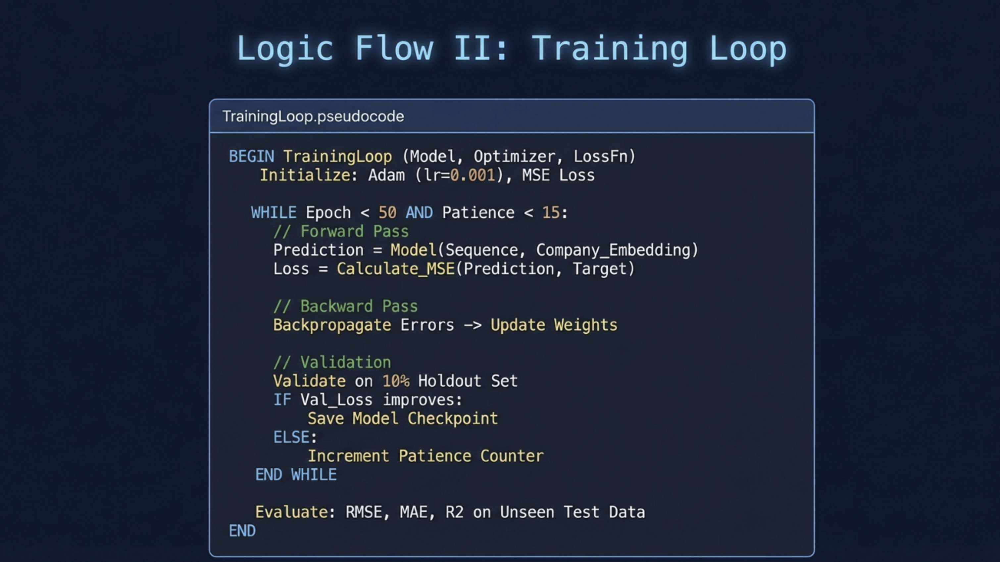 Logic Flow II: Training Loop
TrainingLoop.pseudocode
BEGIN TrainingLoop (Model, Optimizer, LossFn)
Initialize: Adam (lr=0.001), MSE Loss
WHILE Epoch < 50 AND Patience < 15:
// Forward Pass
Prediction = Model(Sequence, Company_Embedding)
Loss = Calculate_MSE(Prediction, Target)
// Backward Pass
Backpropagate Errors —> Update Weights
// Validation
Validate on 10% Holdout Set
IF Val_Loss improves:
Save Model Checkpoint
ELSE:
Increment Patience Counter
END WHILE
Evaluate: RMSE, MAE, R2 on Unseen Test Data
END